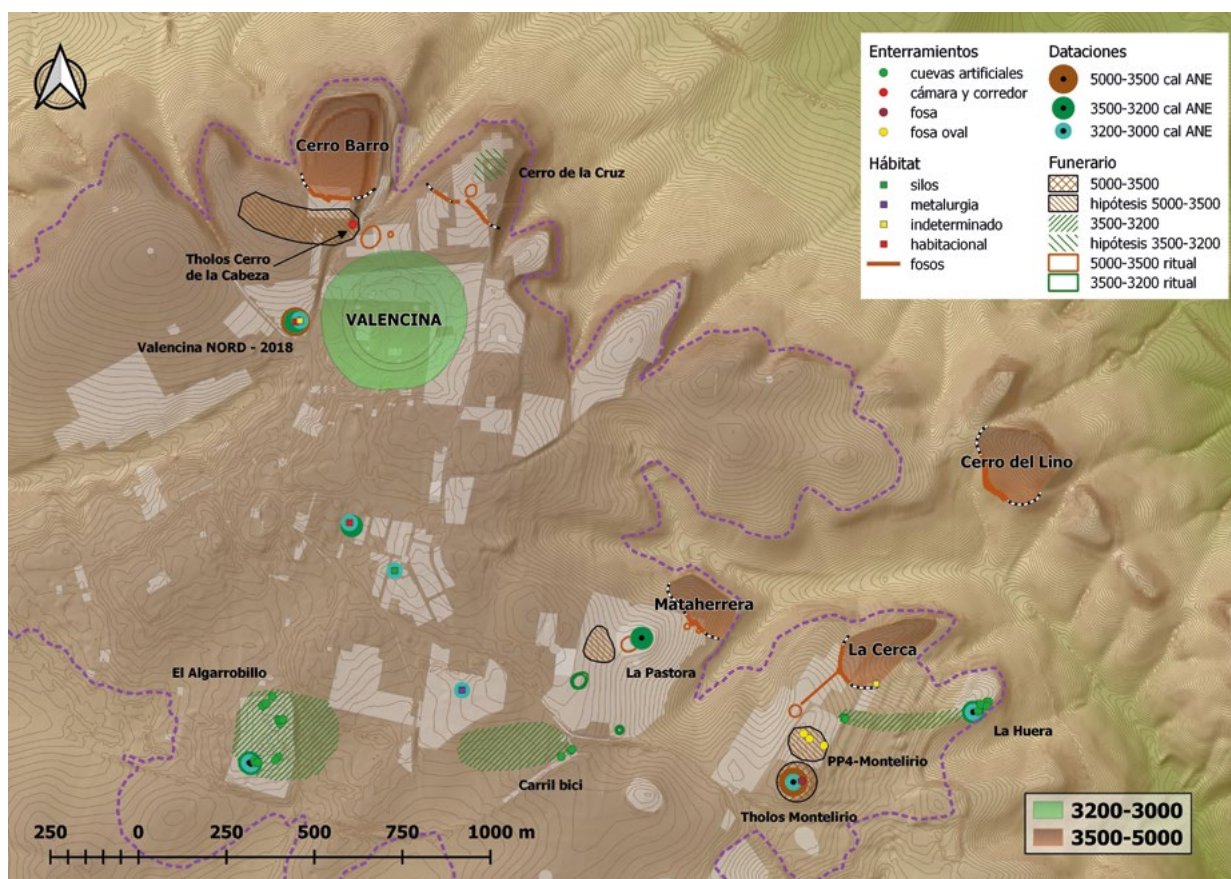 Enterramientos
cuevas artificiales
cámara y corredor
fosa
fosa oval
Hábitat
silos
metalurgia
indeterminado
habitacional
fosos
Dataciones
5000-3500 cal ANE
3500-3200 cal ANE
3200-3000 cal ANE
Funerario
5000-3500
hipótesis 5000-3500
3500-3200
hipótesis 3500-3200
5000-3500 ritual
3500-3200 ritual
Cerro Barro
Cerro de la Cruz
Tholos Cerro
de la Cabeza
VALENCINA
Valencina NORD - 2018
Cerro del Lino
Mataherrera
La Cerca
El Algarrobillo
La Pastora
La Huera
PP4-Montelirio
Carril bici
Tholos Montelirio
250 0 250 500 750 1000 m
3200-3000
3500-5000